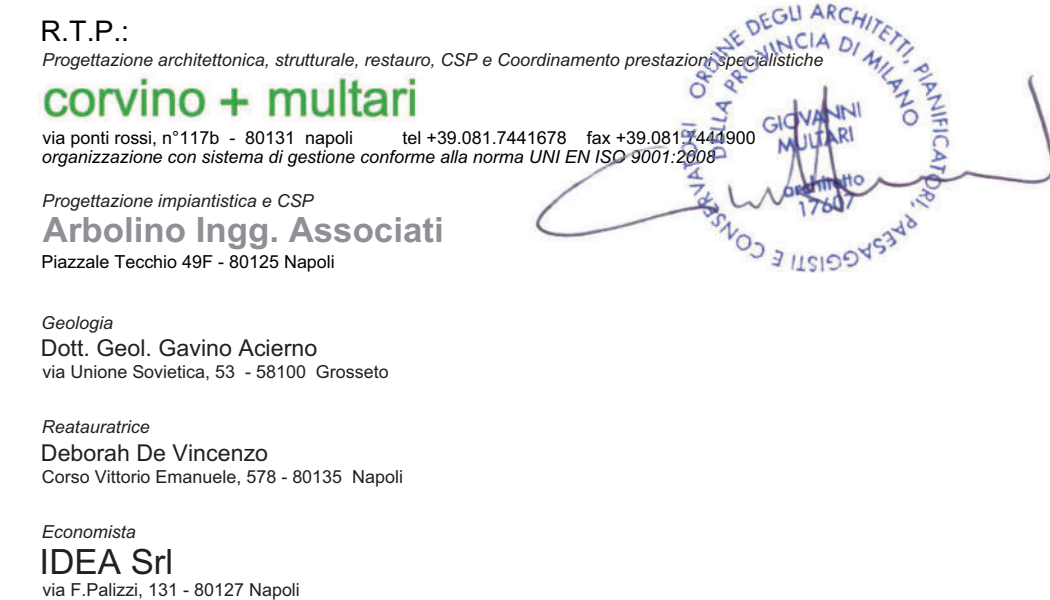 R.T.P.:
Progettazione architettonica, strutturale, restauro, CSP e Coordinamento prestazioni specialistiche
corvino + multari
via ponti rossi, n°117b - 80131 napoli tel +39.081.7441678 fax +39.081.7441900
organizzazione con sistema di gestione conforme alla norma UNI EN ISO 9001:2008
Progettazione impiantistica e CSP
Arbolino Ingg. Associati
Piazzale Tecchio 49F - 80125 Napoli
Geologia
Dott. Geol. Gavino Acierno
via Unione Sovietica, 53 - 58100 Grosseto
Reatauratrice
Deborah De Vincenzo
Corso Vittorio Emanuele, 578 - 80135 Napoli
Economista
IDEA Srl
via F.Palizzi, 131 - 80127 Napoli
ORDINE DEGLI ARCHITETTI, PIANIFICATORI, PAESAGGISTI E CONSERVATORI
DELLA PROVINCIA DI MILANO
GIOVANNI
MULTARI
architetto
17607